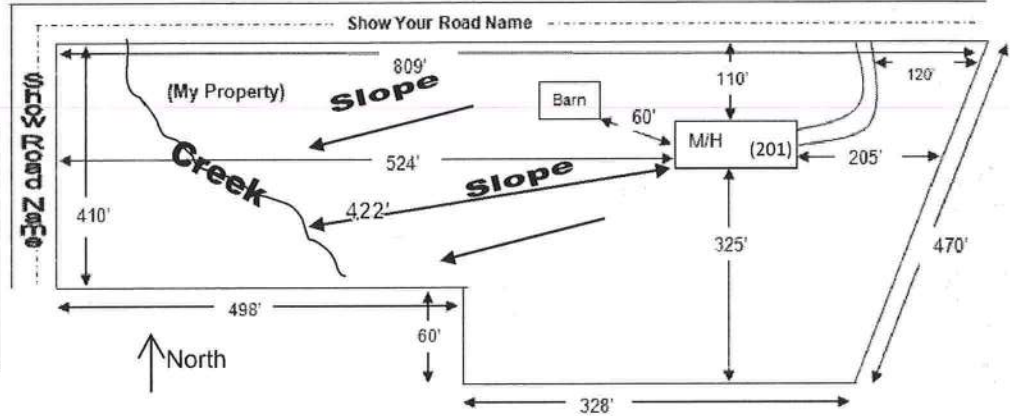 Show Your Road Name
Show Road Name
809'
110'
120'
(My Property)
Slope
Barn
60'
M/H
(201)
Creek
524'
205'
Slope
422'
410'
325'
470'
498'
60'
North
328'